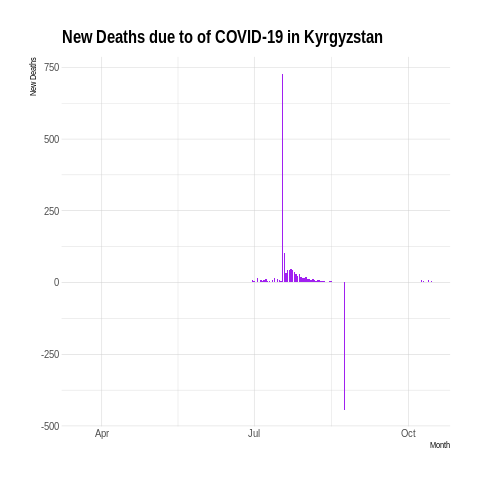 New Deaths due to of COVID-19 in Kyrgyzstan
New Deaths
750
500
250
0
-250
-500
Apr
Jul
Oct
Month